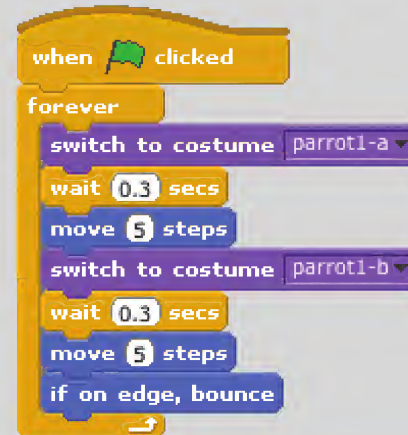 when clicked
forever
switch to costume parrot1-a
wait 0.3 secs
move 5 steps
switch to costume parrot1-b
wait 0.3 secs
move 5 steps
if on edge, bounce